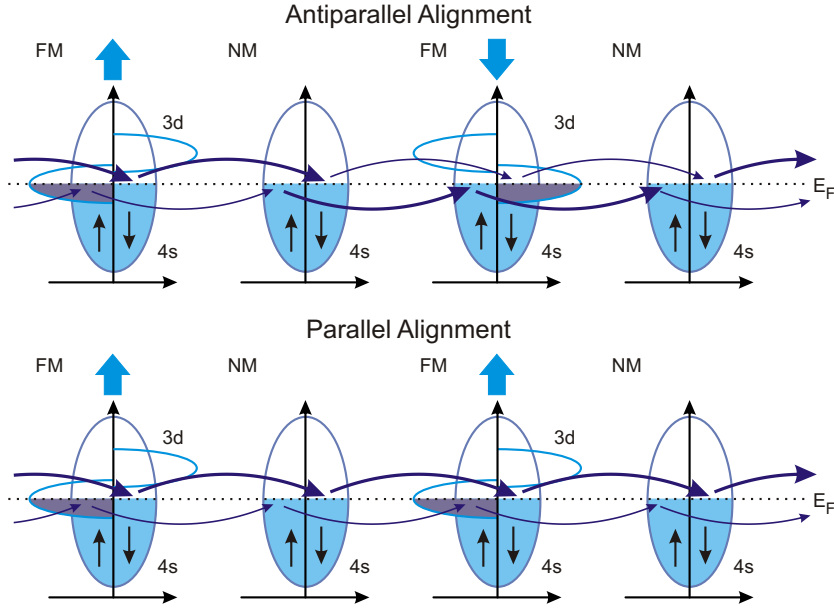 Antiparallel Alignment
FM NM FM NM
3d 3d
E_F
4s 4s 4s 4s
Parallel Alignment
FM NM FM NM
3d 3d
E_F
4s 4s 4s 4s